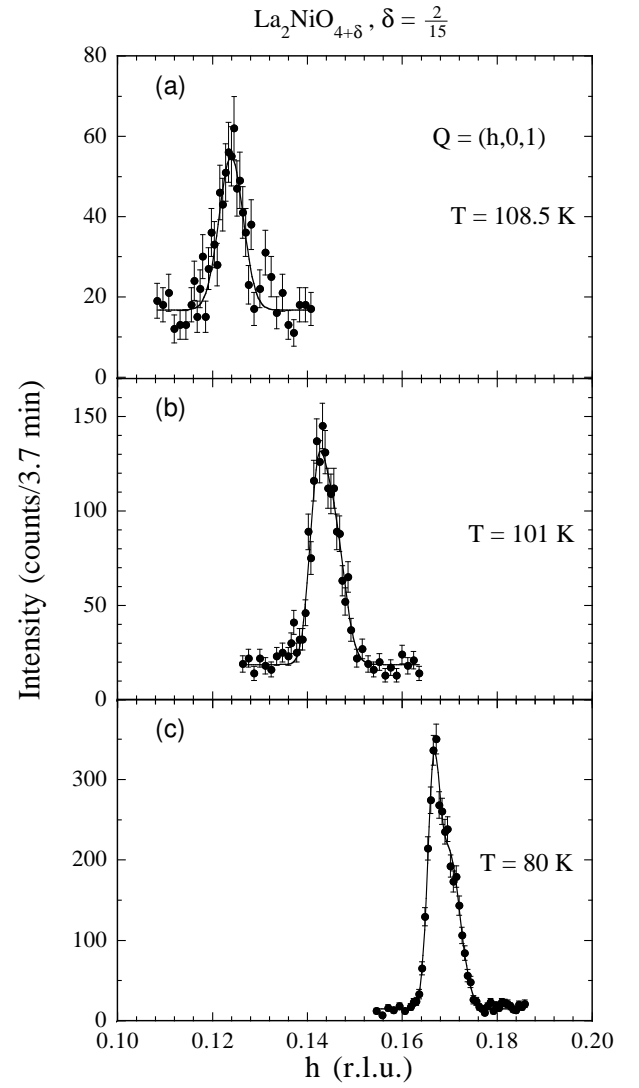 La₂NiO₄₊δ, δ = 2/15
(a)
Q = (h,0,1)
T = 108.5 K
80
60
40
20
0
(b)
T = 101 K
150
100
50
0
(c)
T = 80 K
300
200
100
0
Intensity (counts/3.7 min)
0.10 0.12 0.14 0.16 0.18 0.20
h (r.l.u.)